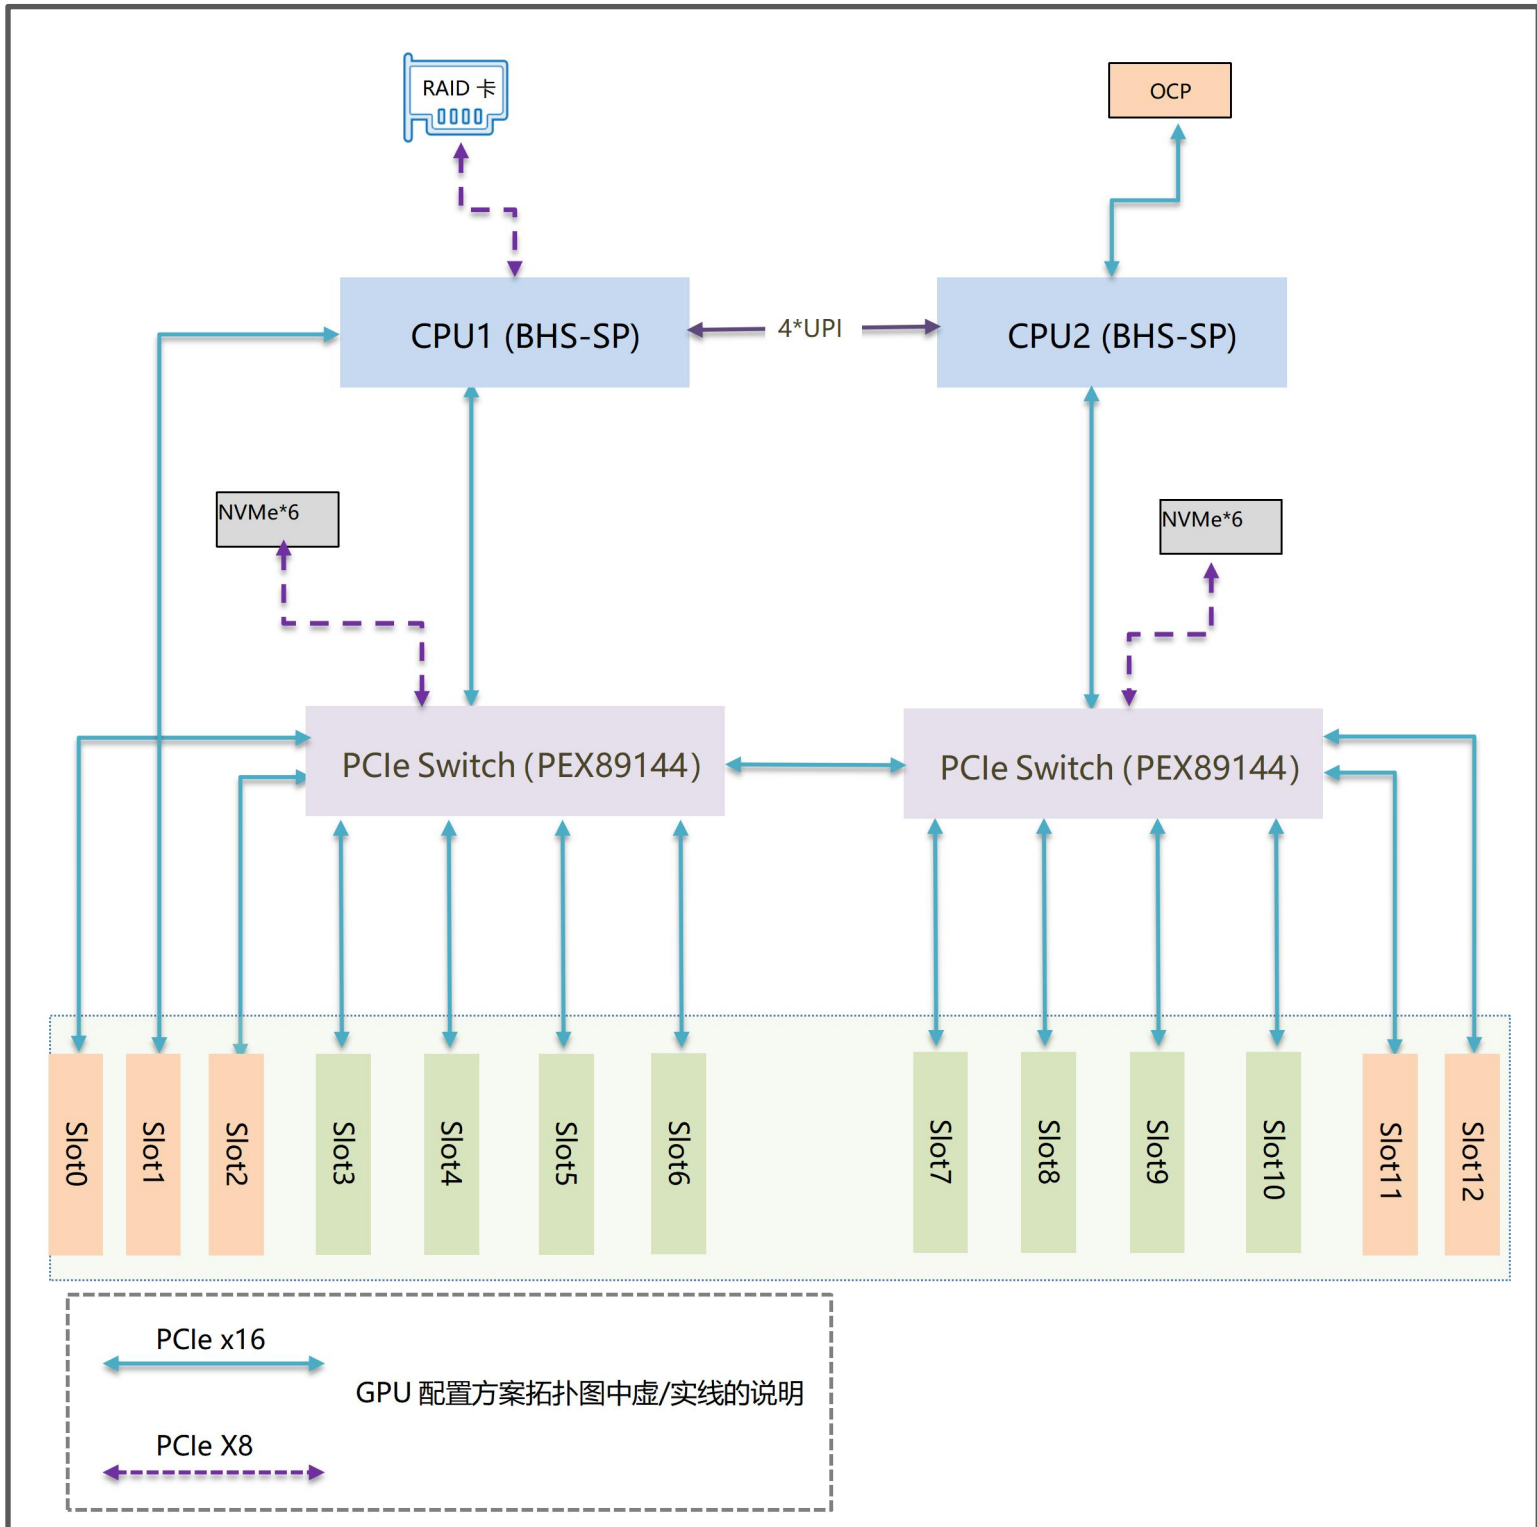 RAID 卡
OCP
CPU1 (BHS-SP)
4*UPI
CPU2 (BHS-SP)
NVMe*6
NVMe*6
PCIe Switch (PEX89144)
PCIe Switch (PEX89144)
Slot0
Slot1
Slot2
Slot3
Slot4
Slot5
Slot6
Slot7
Slot8
Slot9
Slot10
Slot11
Slot12
PCIe x16
GPU 配置方案拓扑图中虚/实线的说明
PCIe X8